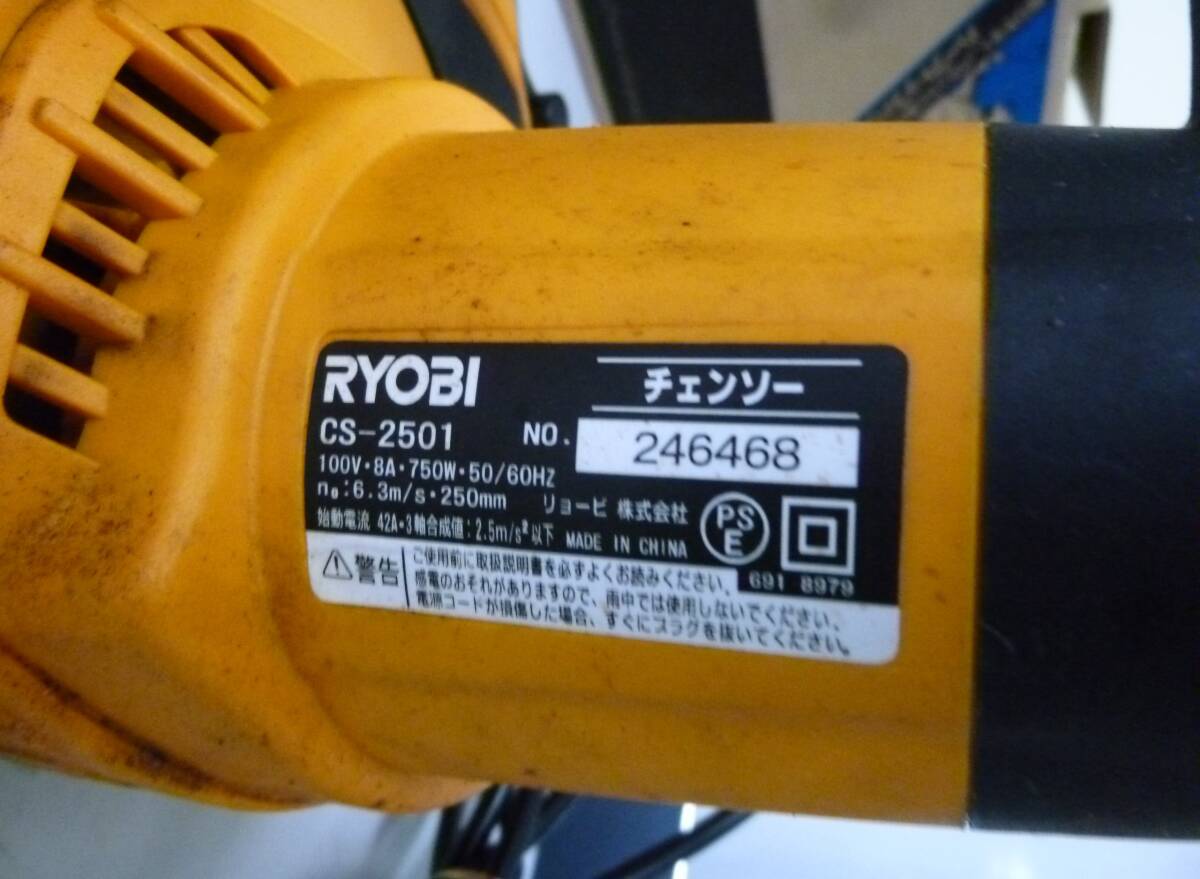 RYOBI
チェンソー
CS-2501 NO. 246468
100V・8A・750W・50/60Hz
n₀:6.3m/s・250mm リョービ 株式会社
始動電流 42A・3軸合成値:2.5m/s²以下 MADE IN CHINA
PS
E
691 8979
警告
ご使用前に取扱説明書を必ずよくお読みください。
感電のおそれがありますので、雨中では使用しないでください。
電源コードが損傷した場合、すぐにプラグを抜いてください。